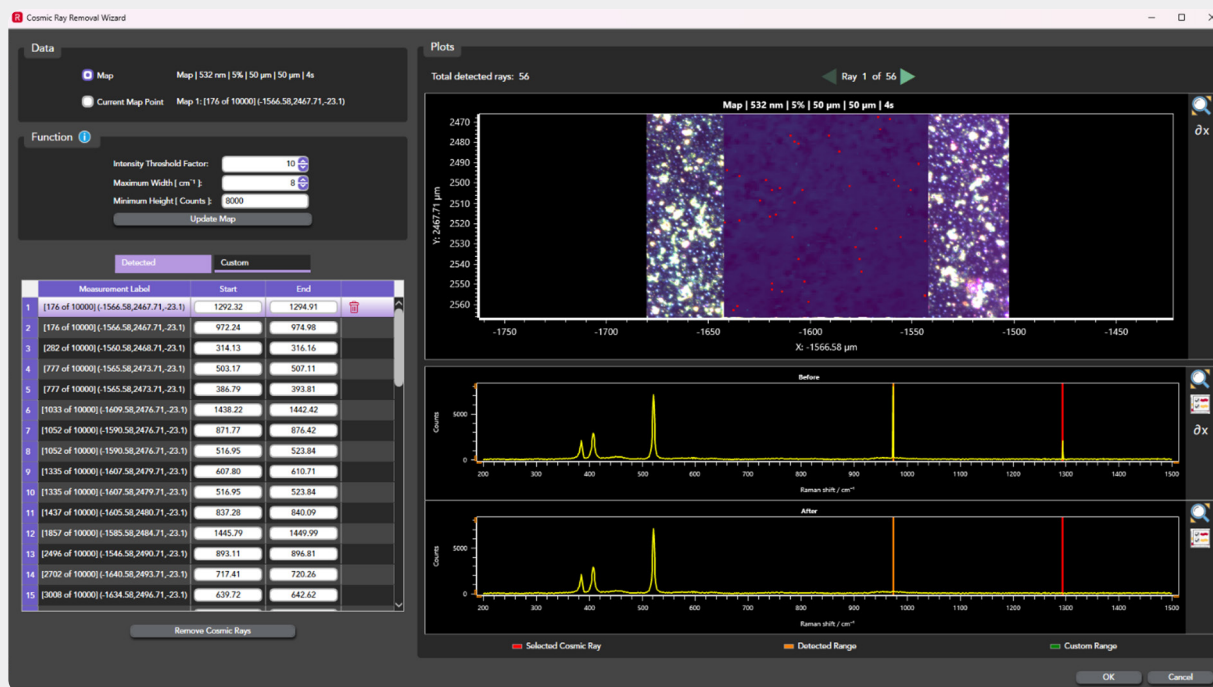 Cosmic Ray Removal Wizard
Data
Map
Map | 532 nm | 5% | 50 µm | 50 µm | 4s
Current Map Point
Map 1: [176 of 10000] (-1566.58,2467.71,-23.1)
Function
Intensity Threshold Factor:
10
Maximum Width [ cm⁻¹ ]:
8
Minimum Height [ Counts ]:
8000
Update Map
Detected
Custom
Measurement Label Start End
1 [176 of 10000] (-1566.58,2467.71,-23.1) 1292.32 1294.91
2 [176 of 10000] (-1566.58,2467.71,-23.1) 972.24 974.98
3 [282 of 10000] (-1560.58,2468.71,-23.1) 314.13 316.16
4 [777 of 10000] (-1565.58,2473.71,-23.1) 503.17 507.11
5 [777 of 10000] (-1565.58,2473.71,-23.1) 386.79 393.81
6 [1033 of 10000] (-1609.58,2476.71,-23.1) 1438.22 1442.42
7 [1052 of 10000] (-1590.58,2476.71,-23.1) 871.77 876.42
8 [1052 of 10000] (-1590.58,2476.71,-23.1) 516.95 523.84
9 [1335 of 10000] (-1607.58,2479.71,-23.1) 607.80 610.71
10 [1335 of 10000] (-1607.58,2479.71,-23.1) 516.95 523.84
11 [1437 of 10000] (-1605.58,2480.71,-23.1) 837.28 840.09
12 [1857 of 10000] (-1585.58,2484.71,-23.1) 1445.79 1449.99
13 [2496 of 10000] (-1546.58,2490.71,-23.1) 893.11 896.81
14 [2702 of 10000] (-1640.58,2493.71,-23.1) 717.41 720.26
15 [3008 of 10000] (-1634.58,2496.71,-23.1) 639.72 642.62
Remove Cosmic Rays
Plots
Total detected rays: 56
Ray 1 of 56
Map | 532 nm | 5% | 50 µm | 50 µm | 4s
2470
2480
2490
2500
2510
2520
2530
2540
2550
2560
Y: 2467.71 µm
-1750 -1700 -1650 -1600 -1550 -1500 -1450
X: -1566.58 µm
∂x
Before
Counts
5000
0
200 300 400 500 600 700 800 900 1000 1100 1200 1300 1400 1500
Raman shift / cm⁻¹
∂x
After
Counts
5000
0
200 300 400 500 600 700 800 900 1000 1100 1200 1300 1400 1500
Raman shift / cm⁻¹
Selected Cosmic Ray
Detected Range
Custom Range
OK
Cancel